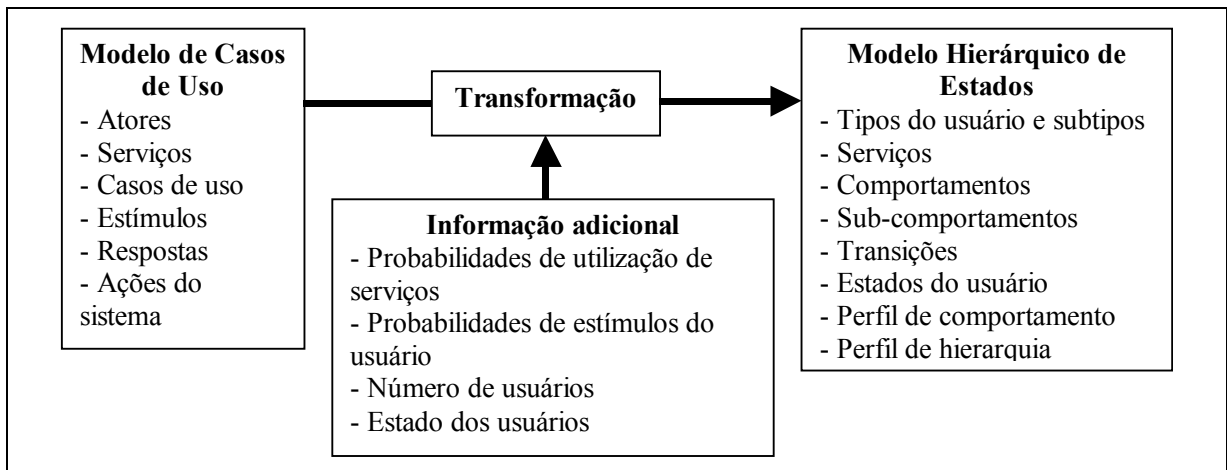 Modelo de Casos
de Uso
- Atores
- Serviços
- Casos de uso
- Estímulos
- Respostas
- Ações do
sistema
Transformação
Informação adicional
- Probabilidades de utilização de
serviços
- Probabilidades de estímulos do
usuário
- Número de usuários
- Estado dos usuários
Modelo Hierárquico de
Estados
- Tipos do usuário e subtipos
- Serviços
- Comportamentos
- Sub-comportamentos
- Transições
- Estados do usuário
- Perfil de comportamento
- Perfil de hierarquia